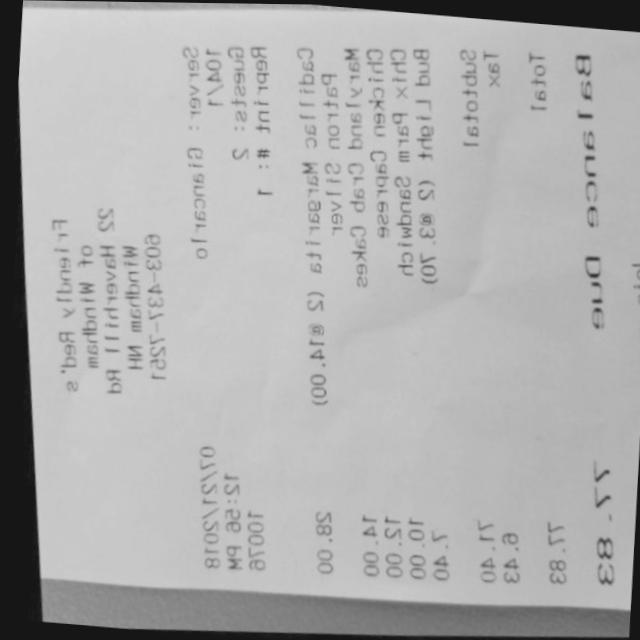 Friendly Red's
of Windham
22 Haverhill Rd
Windham NH
603-437-7251
Server: Giancarlo 07/21/2018
104/1 12:56 PM
Guests: 2 10076
Reprint #: 1
Cadillac Margarita (2 @14.00) 28.00
Patron Silver
Maryland Crab Cakes 14.00
Chicken Caprese 12.00
Chix Parm Sandwich 10.00
Bud Light (2 @3.70) 7.40
Subtotal 71.40
Tax 6.43
Total 77.83
Balance Due 77.83